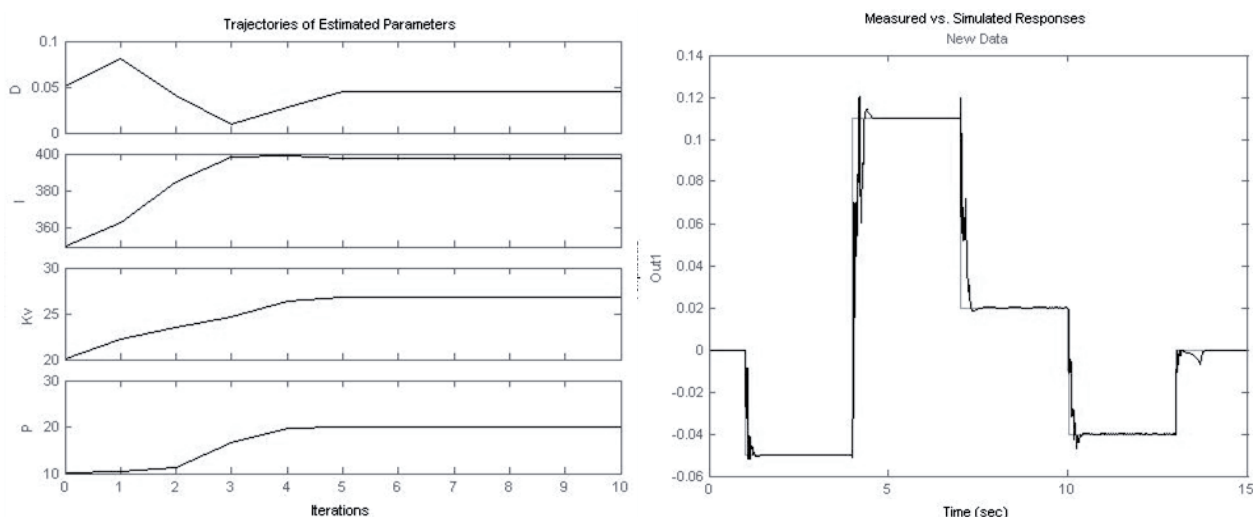 Trajectories of Estimated Parameters
0.1
0.05
0
D
400
380
360
I
30
25
20
Kv
30
20
10
P
0 1 2 3 4 5 6 7 8 9 10
Iterations
Measured vs. Simulated Responses
New Data
0.14
0.12
0.1
0.08
0.06
0.04
0.02
0
-0.02
-0.04
-0.06
Out1
0 5 10 15
Time (sec)